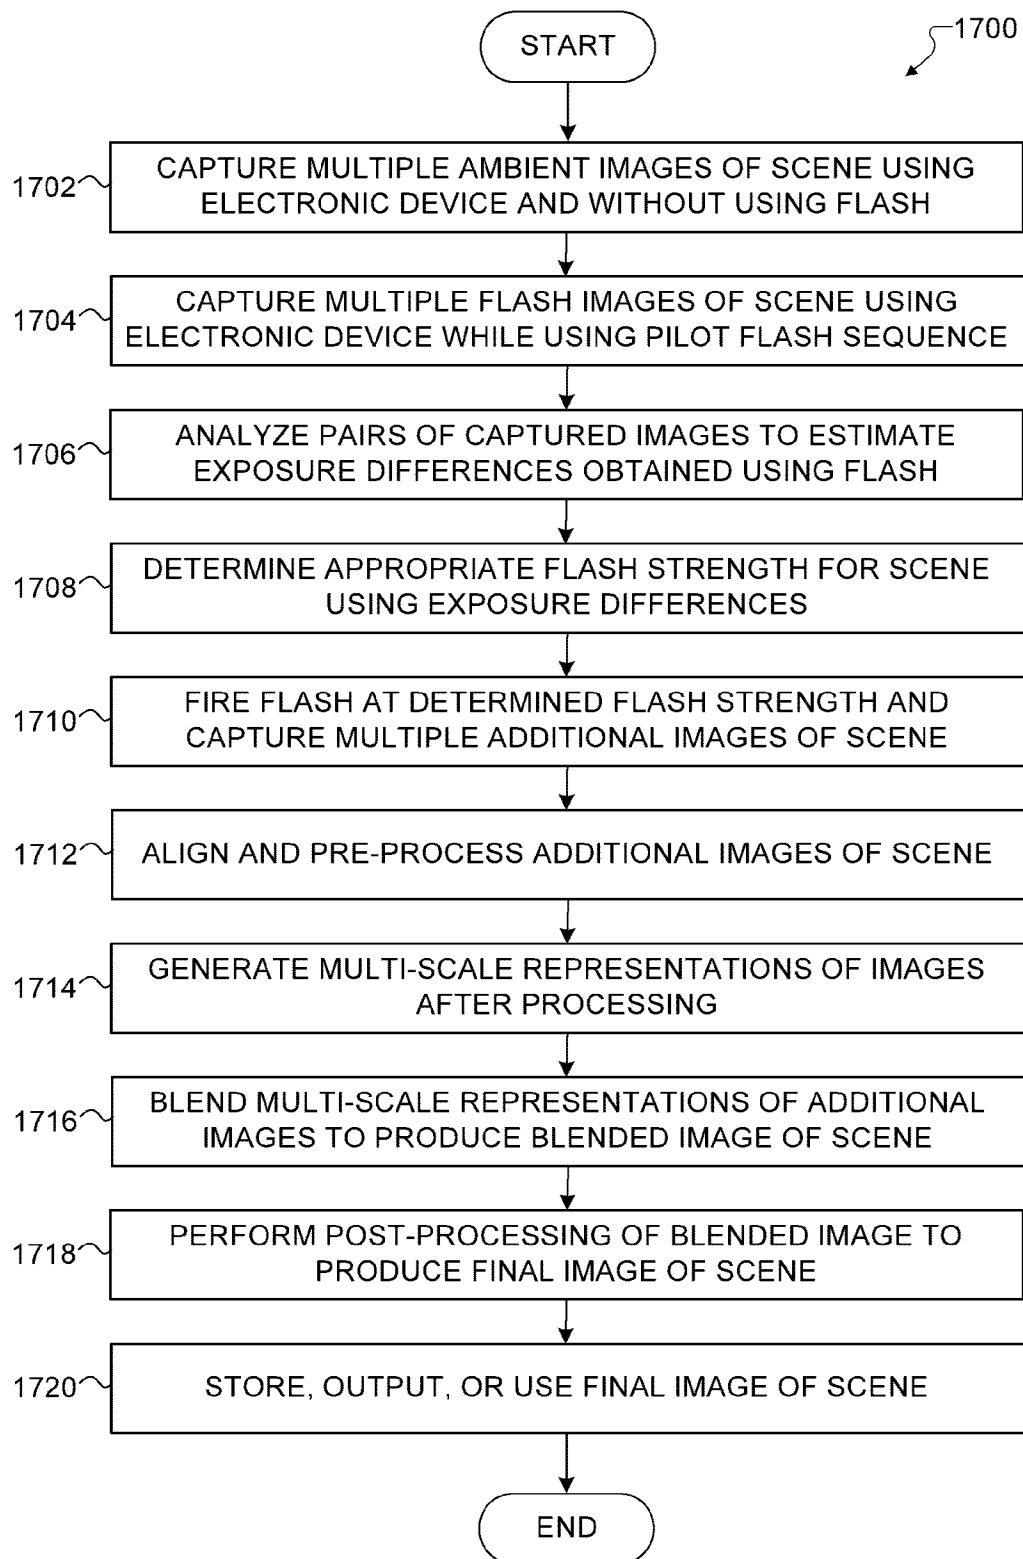 START
1700
1702
CAPTURE MULTIPLE AMBIENT IMAGES OF SCENE USING
ELECTRONIC DEVICE AND WITHOUT USING FLASH
1704
CAPTURE MULTIPLE FLASH IMAGES OF SCENE USING
ELECTRONIC DEVICE WHILE USING PILOT FLASH SEQUENCE
1706
ANALYZE PAIRS OF CAPTURED IMAGES TO ESTIMATE
EXPOSURE DIFFERENCES OBTAINED USING FLASH
1708
DETERMINE APPROPRIATE FLASH STRENGTH FOR SCENE
USING EXPOSURE DIFFERENCES
1710
FIRE FLASH AT DETERMINED FLASH STRENGTH AND
CAPTURE MULTIPLE ADDITIONAL IMAGES OF SCENE
1712
ALIGN AND PRE-PROCESS ADDITIONAL IMAGES OF SCENE
1714
GENERATE MULTI-SCALE REPRESENTATIONS OF IMAGES
AFTER PROCESSING
1716
BLEND MULTI-SCALE REPRESENTATIONS OF ADDITIONAL
IMAGES TO PRODUCE BLENDED IMAGE OF SCENE
1718
PERFORM POST-PROCESSING OF BLENDED IMAGE TO
PRODUCE FINAL IMAGE OF SCENE
1720
STORE, OUTPUT, OR USE FINAL IMAGE OF SCENE
END